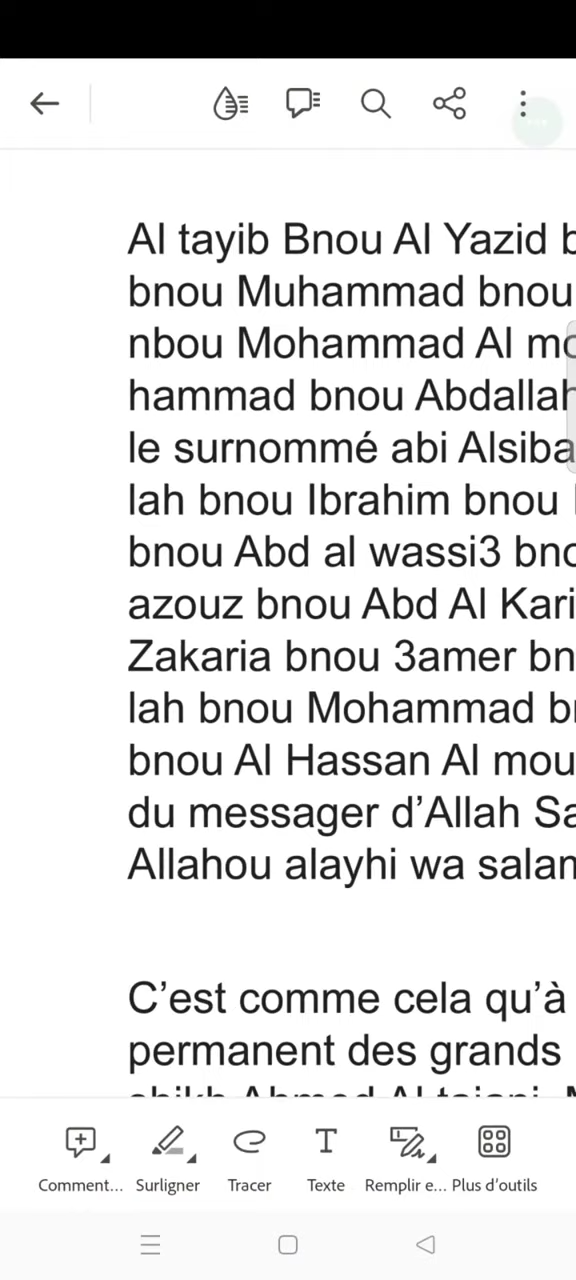 Al tayib Bnou Al Yazid
bnou Muhammad bnou
nbou Mohammad Al
hammad bnou Abdallah
le surnommé abi Alsiba
lah bnou Ibrahim bnou
bnou Abd al wassi3
azouz bnou Abd Al Kari
Zakaria bnou 3amer
lah bnou Mohammad
bnou Al Hassan Al mou
du messager d’Allah Sa
Allahou alayhi wa salam
C’est comme cela qu’à
permanent des grands
Comment... Surligner Tracer Texte Remplir e... Plus d’outils